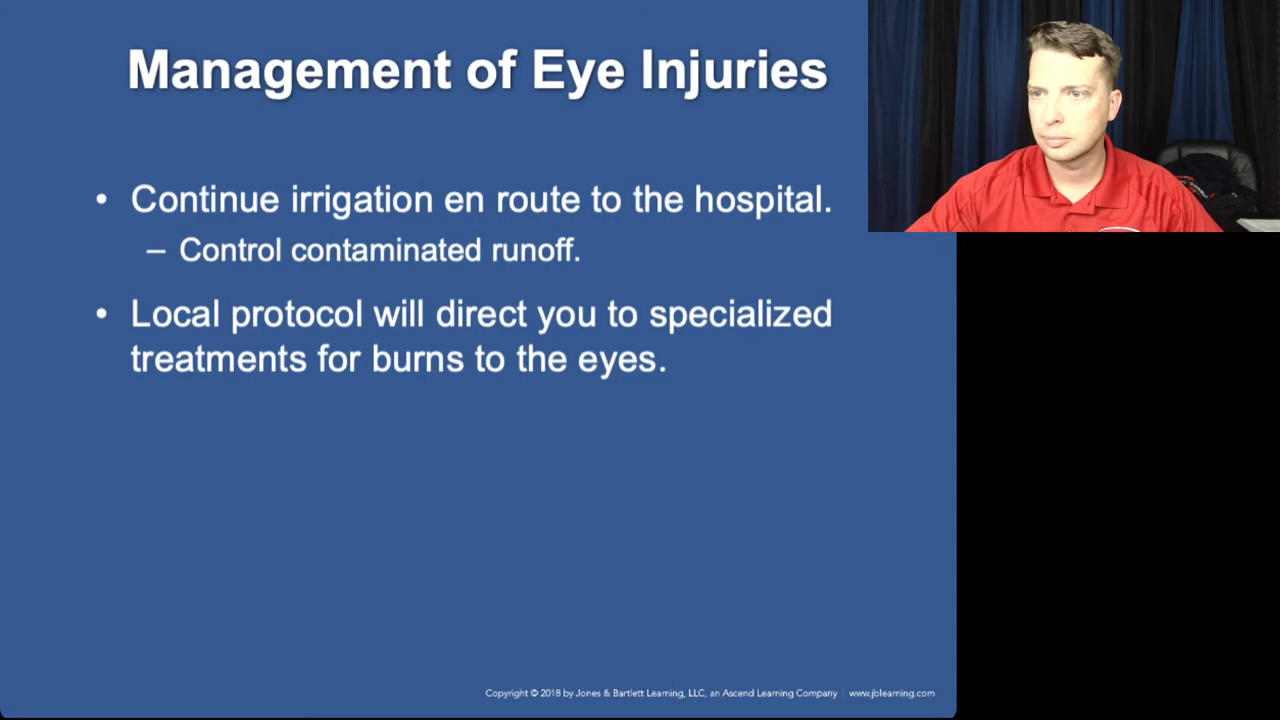 Management of Eye Injuries
• Continue irrigation en route to the hospital.
– Control contaminated runoff.
• Local protocol will direct you to specialized
treatments for burns to the eyes.
Copyright © 2018 by Jones & Bartlett Learning, LLC, an Ascend Learning Company | www.jblearning.com